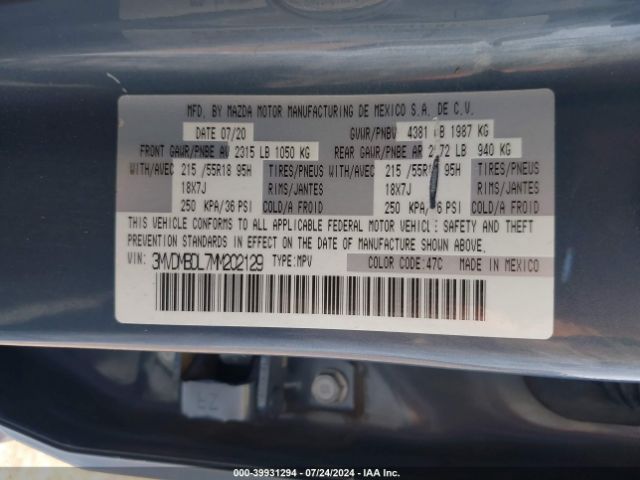 MFD. BY MAZDA MOTOR MANUFACTURING DE MEXICO S.A. DE C.V.
DATE 07/20 GVWR/PNBV 4381 LB 1987 KG
FRONT GAWR/PNBE AV 2315 LB 1050 KG REAR GAWR/PNBE AR 2 72 LB 940 KG
WITH/AVEC 215 /55R18 95H TIRES/PNEUS WITH/AVEC 215 /55R1 95H TIRES/PNEUS
18X7J RIMS/JANTES 18X7J RIMS/JANTES
250 KPA/36 PSI COLD/A FROID 250 KPA/ 6 PSI COLD/A FROID
THIS VEHICLE CONFORMS TO ALL APPLICABLE FEDERAL MOTOR VEHICLE SAFETY AND THEFT
PREVENTION STANDARDS IN EFFECT ON THE DATE OF MANUFACTURE SHOWN ABOVE.
VIN: 3MVDMBDL7MM202129 TYPE:MPV COLOR CODE:47C MADE IN MEXICO
000-39931294 / 07/24/2024 / IAA Inc.